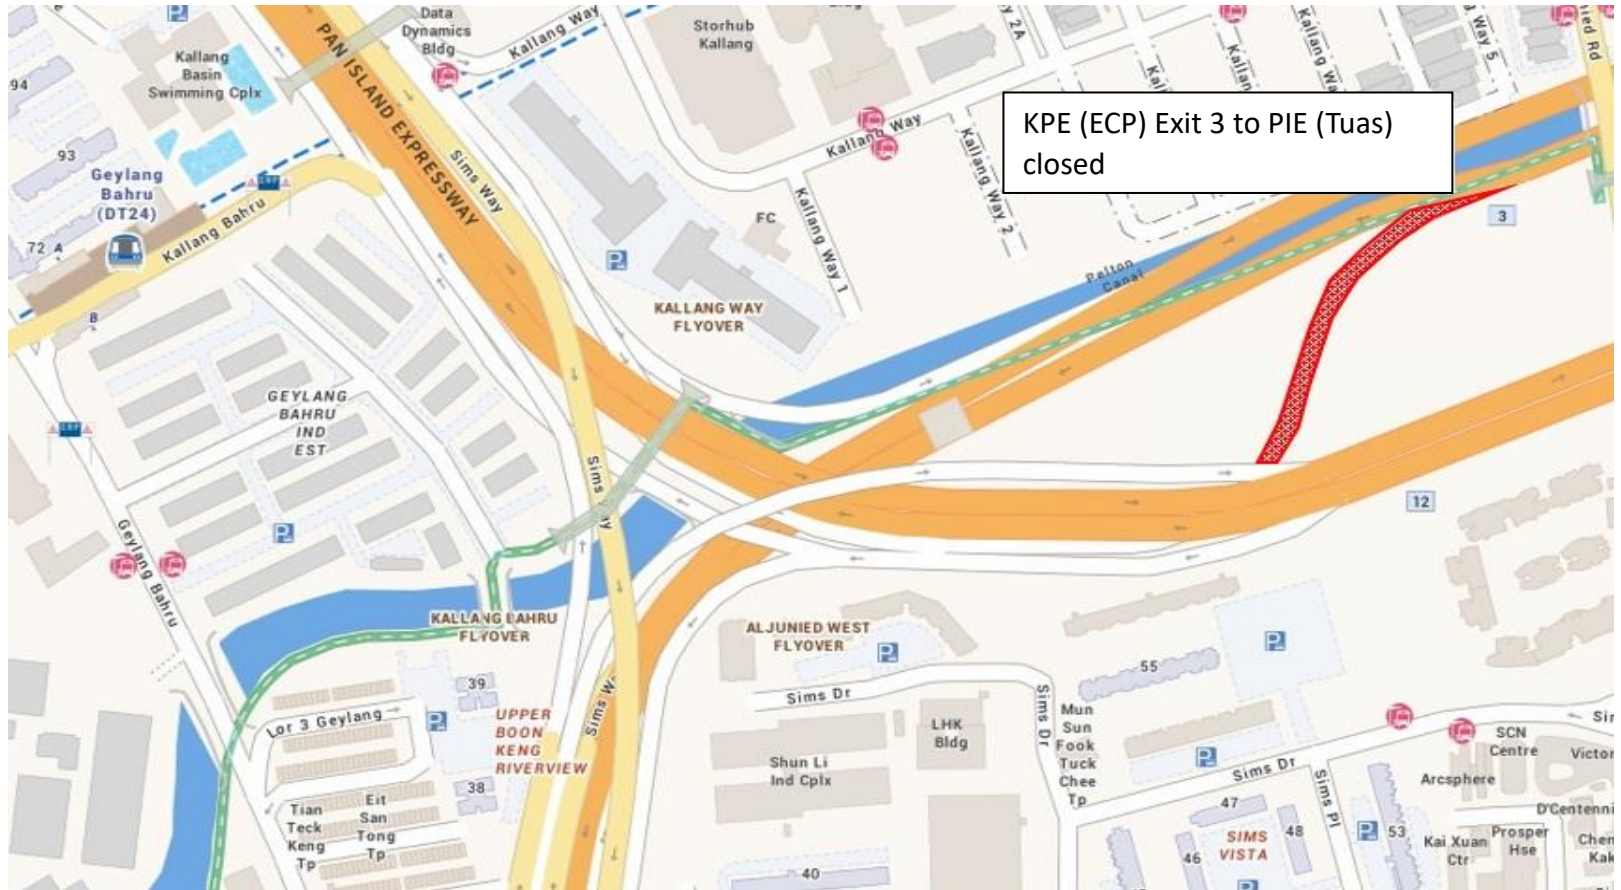 Data
Dynamics
Bldg
Kallang Way
Storhub
Kallang
Bldg
Kallang
Basin
Swimming Cplx
PAN ISLAND EXPRESSWAY
Sims Way
94
93
72
Geylang
Bahru
(DT24)
A
B
ERP
Kallang Bahru
Kallang Way
Kallang Way 1
Kallang Way 2
FC
KPE (ECP) Exit 3 to PIE (Tuas)
closed
Way 5
3
Pelton
Canal
KALLANG WAY
FLYOVER
GEYLANG
BAHRU
IND
EST
ERP
Geylang Bahru
Sims Way
12
KALLANG BAHRU
FLYOVER
ALJUNIED WEST
FLYOVER
Lor 3 Geylang
39
38
UPPER
BOON
KENG
RIVERVIEW
Tian
Teck
Keng
Tp
Eit
San
Tong
Tp
Sims Dr
Sims Dr
LHK
Bldg
Shun Li
Ind Cplx
40
Mun
Sun
Fook
Tuck
Chee
Tp
55
Sims Dr
Sims Pl
47
48
46
53
SIMS
VISTA
SCN
Centre
Arcsphere
Kai Xuan
Ctr
Prosper
Hse